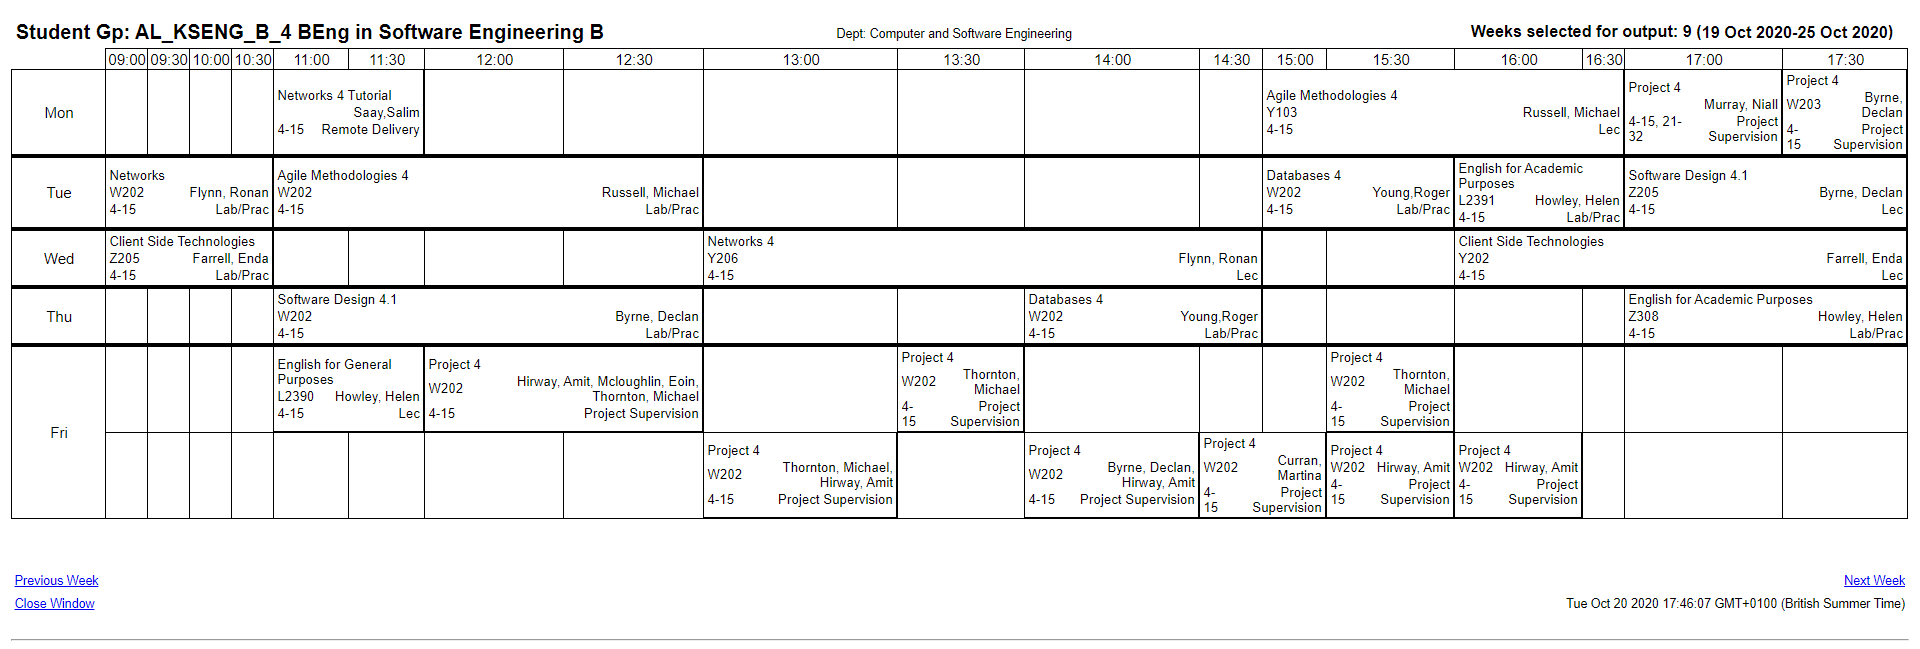 Student Gp: AL_KSENG_B_4 BEng in Software Engineering B
Dept: Computer and Software Engineering
Weeks selected for output: 9 (19 Oct 2020-25 Oct 2020)
09:00 09:30 10:00 10:30 11:00 11:30 12:00 12:30 13:00 13:30 14:00 14:30 15:00 15:30 16:00 16:30 17:00 17:30
Mon
Networks 4 Tutorial
Saay,Salim
4-15 Remote Delivery
Agile Methodologies 4
Y103 Russell, Michael
4-15 Lec
Project 4
Murray, Niall
4-15, 21-32 Project Supervision
Project 4
W203 Byrne, Declan
4-15 Project Supervision
Tue
Networks
W202 Flynn, Ronan
4-15 Lab/Prac
Agile Methodologies 4
W202 Russell, Michael
4-15 Lab/Prac
Databases 4
W202 Young,Roger
4-15 Lab/Prac
English for Academic
Purposes
L2391 Howley, Helen
4-15 Lab/Prac
Software Design 4.1
Z205 Byrne, Declan
4-15 Lec
Wed
Client Side Technologies
Z205 Farrell, Enda
4-15 Lab/Prac
Networks 4
Y206 Flynn, Ronan
4-15 Lec
Client Side Technologies
Y202 Farrell, Enda
4-15 Lec
Thu
Software Design 4.1
W202 Byrne, Declan
4-15 Lab/Prac
Databases 4
W202 Young,Roger
4-15 Lab/Prac
English for Academic Purposes
Z308 Howley, Helen
4-15 Lab/Prac
Fri
English for General
Purposes
L2390 Howley, Helen
4-15 Lec
Project 4
W202 Hirway, Amit, Mcloughlin, Eoin,
Thornton, Michael
4-15 Project Supervision
Project 4
W202 Thornton, Michael
4-15 Project Supervision
Project 4
W202 Thornton, Michael
4-15 Project Supervision
Project 4
W202 Thornton, Michael,
Hirway, Amit
4-15 Project Supervision
Project 4
W202 Byrne, Declan,
Hirway, Amit
4-15 Project Supervision
Project 4
W202 Curran, Martina
4-15 Project Supervision
Project 4
W202 Hirway, Amit
4-15 Project Supervision
Project 4
W202 Hirway, Amit
4-15 Project Supervision
Previous Week
Next Week
Close Window
Tue Oct 20 2020 17:46:07 GMT+0100 (British Summer Time)